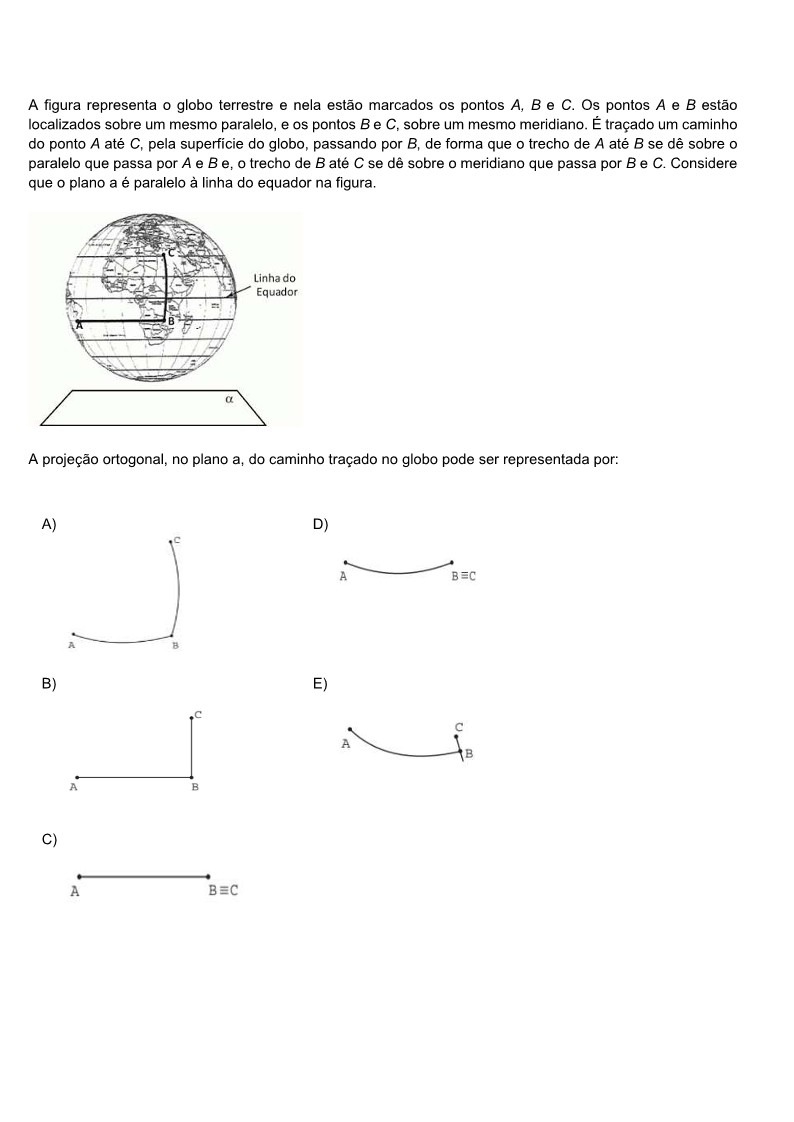 A figura representa o globo terrestre e nela estão marcados os pontos A, B e C. Os pontos A e B estão
localizados sobre um mesmo paralelo, e os pontos B e C, sobre um mesmo meridiano. É traçado um caminho
do ponto A até C, pela superfície do globo, passando por B, de forma que o trecho de A até B se dê sobre o
paralelo que passa por A e B e, o trecho de B até C se dê sobre o meridiano que passa por B e C. Considere
que o plano a é paralelo à linha do equador na figura.
C
Linha do
Equador
A
B
α
A projeção ortogonal, no plano a, do caminho traçado no globo pode ser representada por:
A)
C
A
B
D)
A
B≡C
B)
C
A
B
E)
C
A
B
C)
A
B≡C